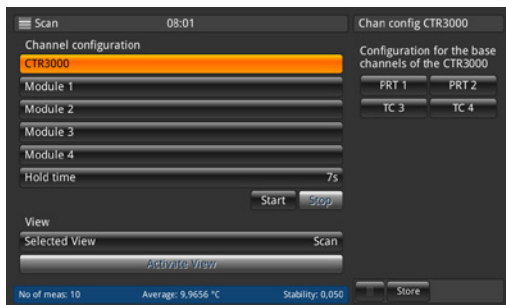 Scan 08:01
Channel configuration
CTR3000
Module 1
Module 2
Module 3
Module 4
Hold time 7s
Start Stop
View
Selected View Scan
Activate View
No of meas: 10 Average: 9,9656 °C Stability: 0,050
Chan config CTR3000
Configuration for the base
channels of the CTR3000
PRT 1 PRT 2
TC 3 TC 4
Store